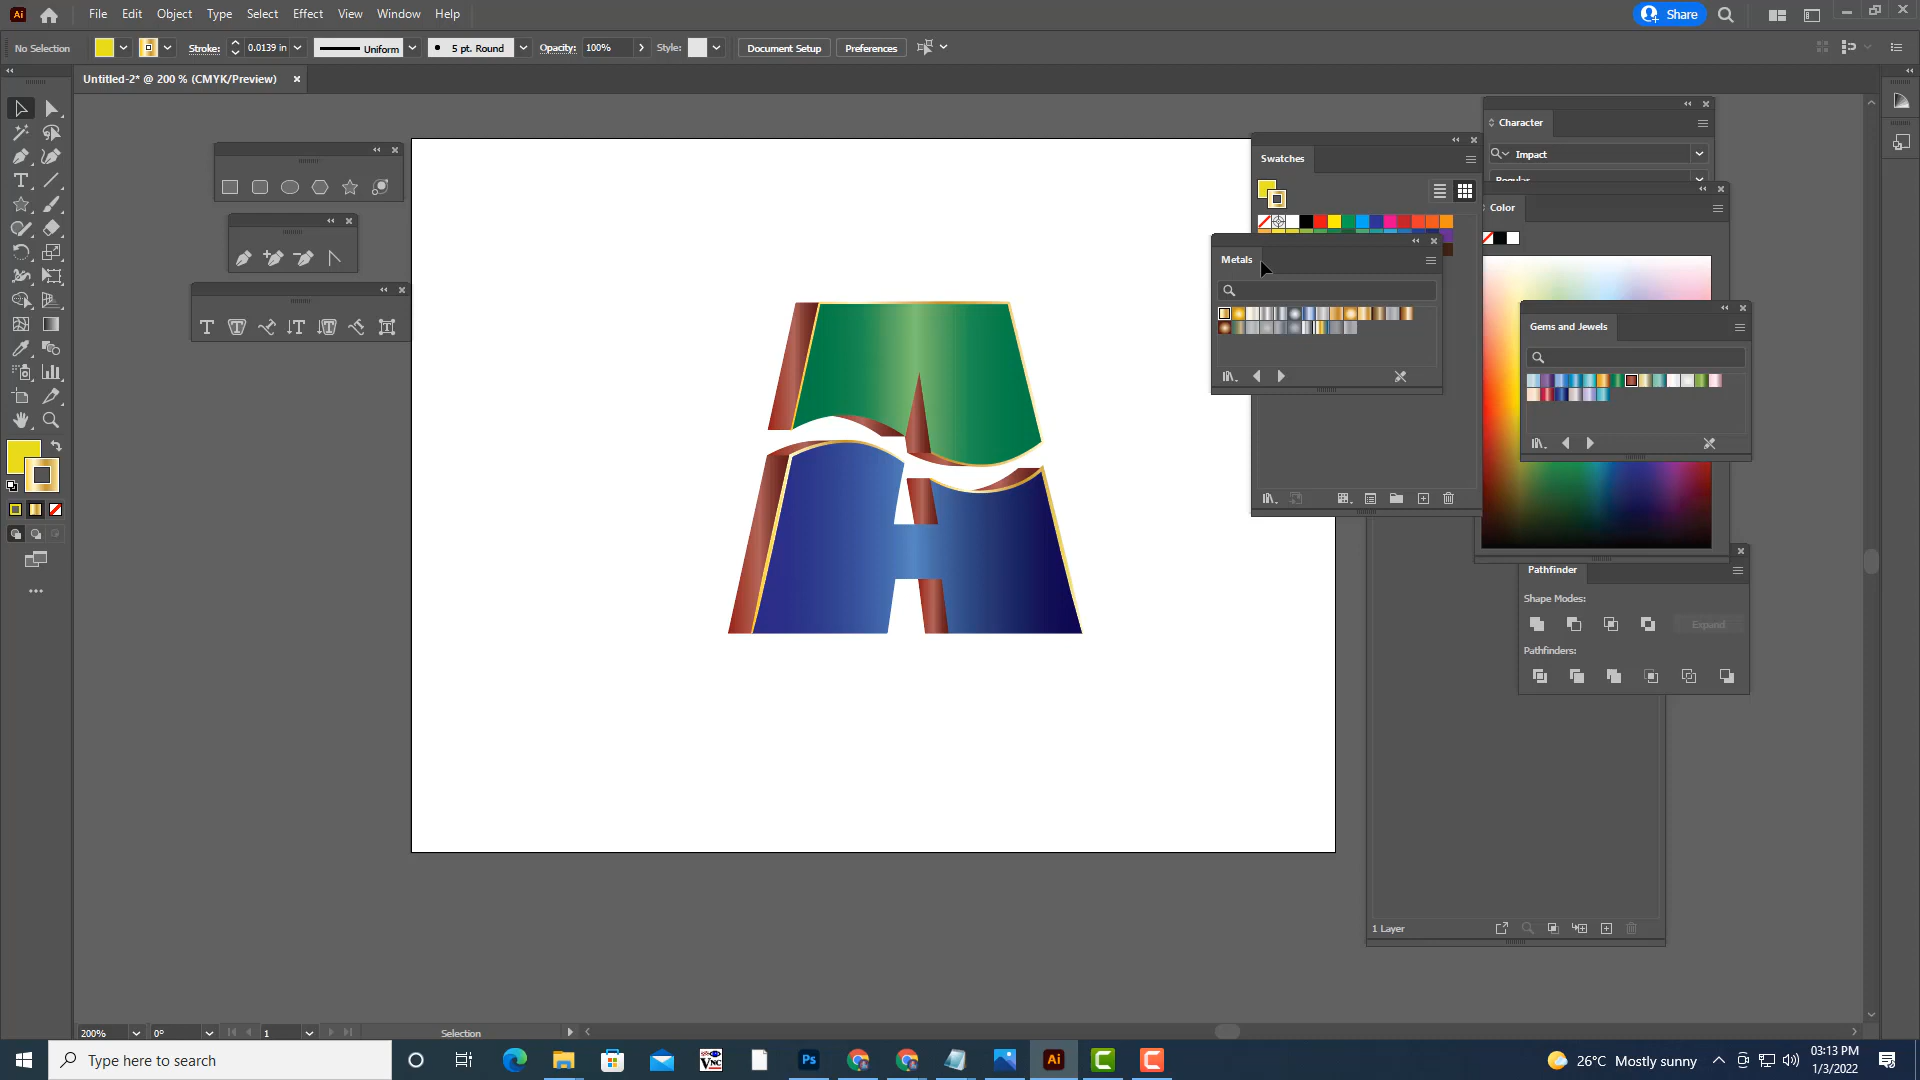 Ai
File Edit Object Type Select Effect View Window Help
Share
No Selection
Stroke:
0.0139 in
Uniform
5 pt. Round
Opacity:
100%
Style:
Document Setup
Preferences
Untitled-2* @ 200 % (CMYK/Preview)
Character
Impact
Swatches
Color
Metals
Gems and Jewels
Pathfinder
Shape Modes:
Expand
Pathfinders:
A
1 Layer
200%
0°
1
Selection
Type here to search
VNC
Ps
Ai
26°C Mostly sunny
03:13 PM
1/3/2022